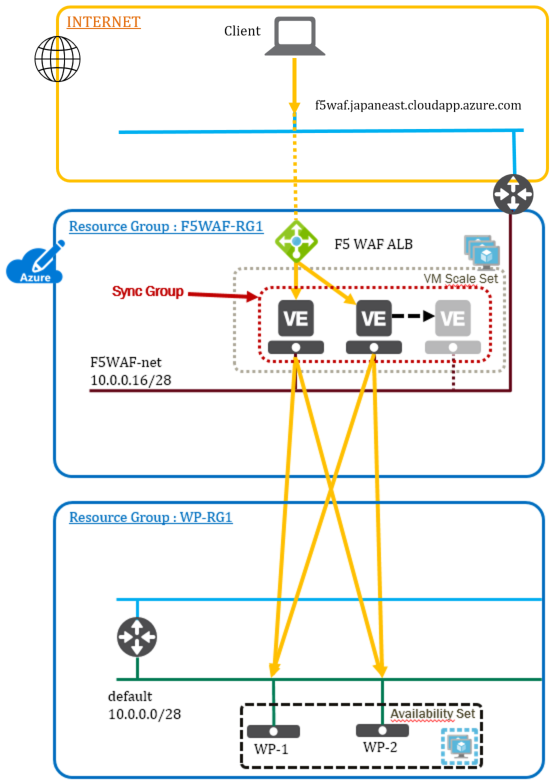 INTERNET
Client
f5waf.japaneast.cloudapp.azure.com
Resource Group : F5WAF-RG1
F5 WAF ALB
Azure
VM Scale Set
Sync Group
VE
VE
VE
F5WAF-net
10.0.0.16/28
Resource Group : WP-RG1
default
10.0.0.0/28
Availability Set
WP-1
WP-2